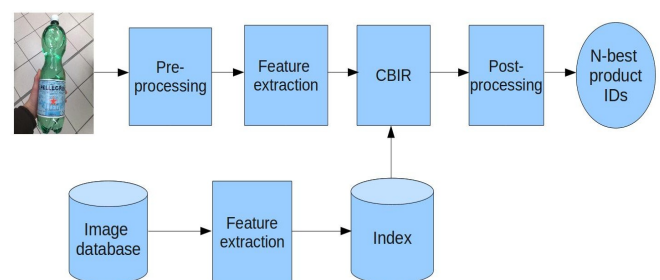 Pre-
processing
Feature
extraction
CBIR
Post-
processing
N-best
product
IDs
Image
database
Feature
extraction
Index